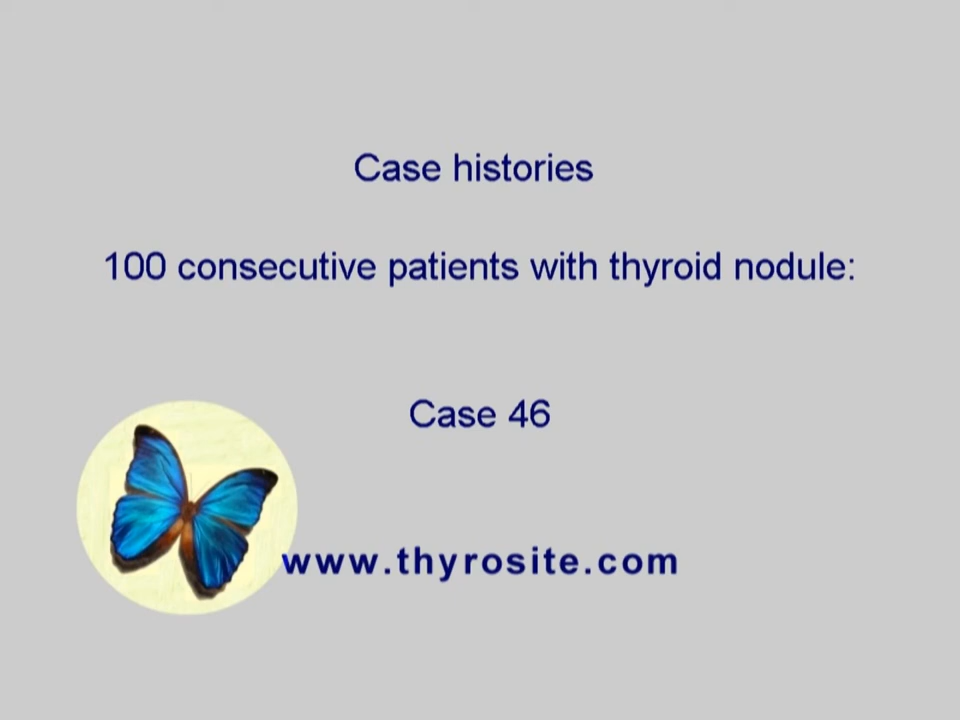 Case histories
100 consecutive patients with thyroid nodule:
Case 46
www.thyrosite.com